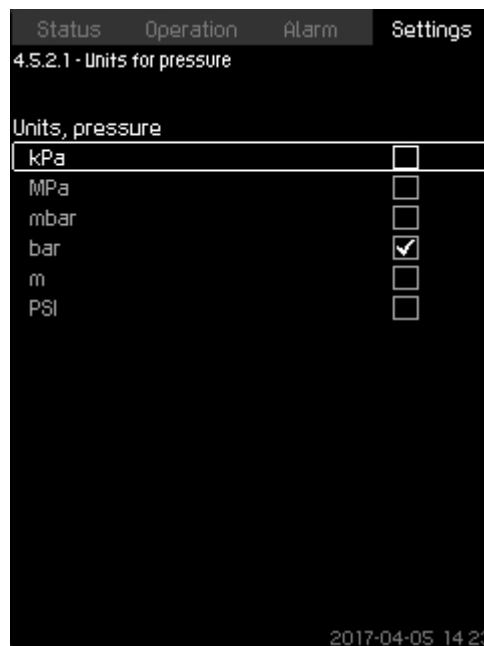 Status Operation Alarm Settings
4.5.2.1 - Units for pressure
Units, pressure
kPa
MPa
mbar
bar
m
PSI
2017-04-05 14 23